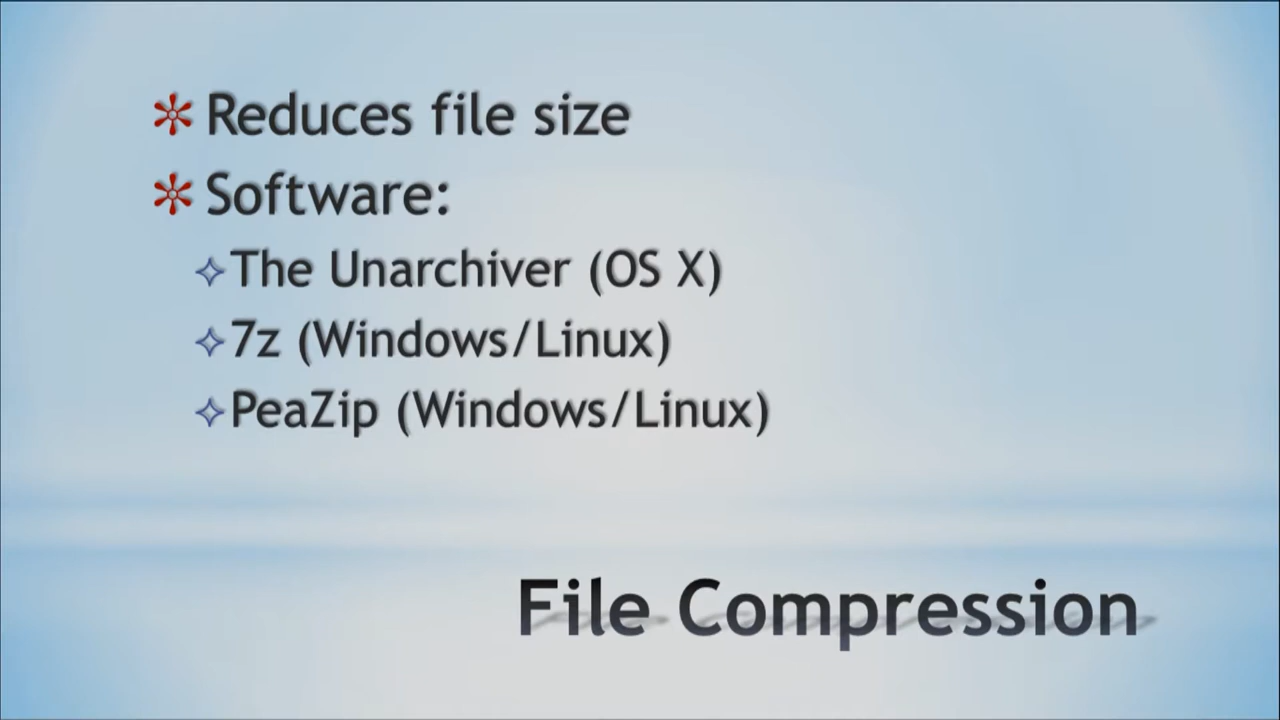 Reduces file size
Software:
The Unarchiver (OS X)
7z (Windows/Linux)
PeaZip (Windows/Linux)
File Compression